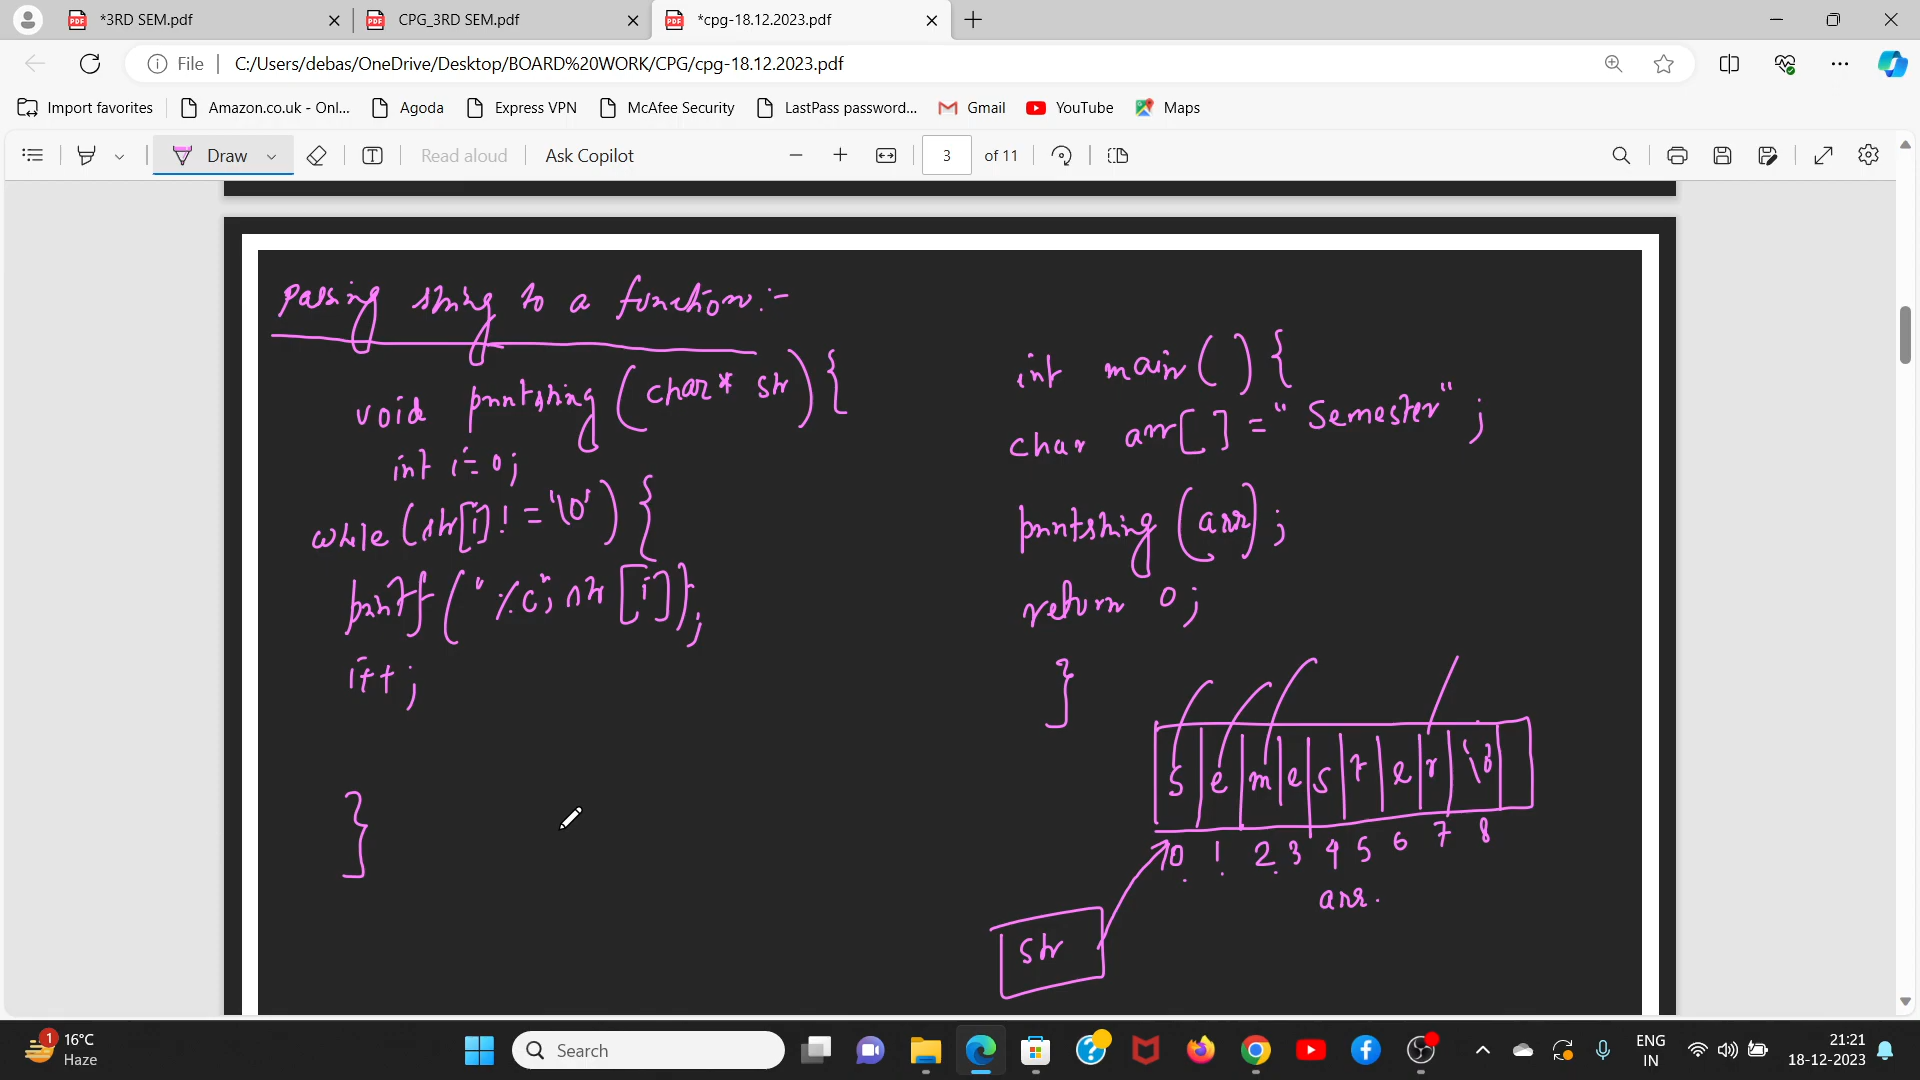 *3RD SEM.pdf
CPG_3RD SEM.pdf
*cpg-18.12.2023.pdf
File
C:/Users/debas/OneDrive/Desktop/BOARD%20WORK/CPG/cpg-18.12.2023.pdf
Import favorites
Amazon.co.uk - Onl...
Agoda
Express VPN
McAfee Security
LastPass password...
Gmail
YouTube
Maps
Draw
Read aloud
Ask Copilot
3 of 11
Passing string to a function :-
void printstring (char* str) {
int i=0;
while (str[i] != '\0') {
printf ("%c", str [i]);
i++ ;
}
int main ( ) {
char arr[ ] = "Semester" ;
printstring (arr) ;
return 0 ;
}
S e m e s t e r \0
0 1 2 3 4 5 6 7 8
arr.
str
1
16°C
Haze
Search
ENG
IN
21:21
18-12-2023